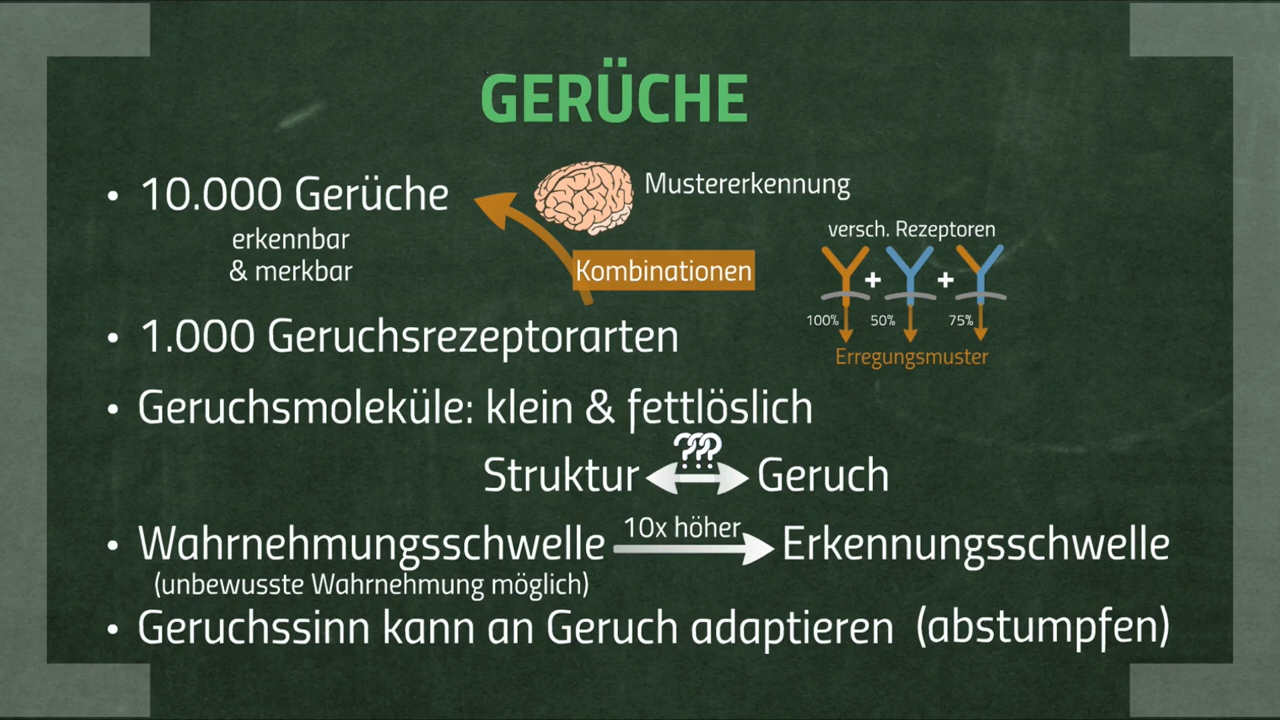 GERÜCHE
• 10.000 Gerüche
erkennbar
& merkbar
Mustererkennung
Kombinationen
versch. Rezeptoren
+ +
100% 50% 75%
Erregungsmuster
• 1.000 Geruchsrezeptorarten
• Geruchsmoleküle: klein & fettlöslich
???
Struktur Geruch
• Wahrnehmungsschwelle 10x höher Erkennungsschwelle
(unbewusste Wahrnehmung möglich)
• Geruchssinn kann an Geruch adaptieren (abstumpfen)